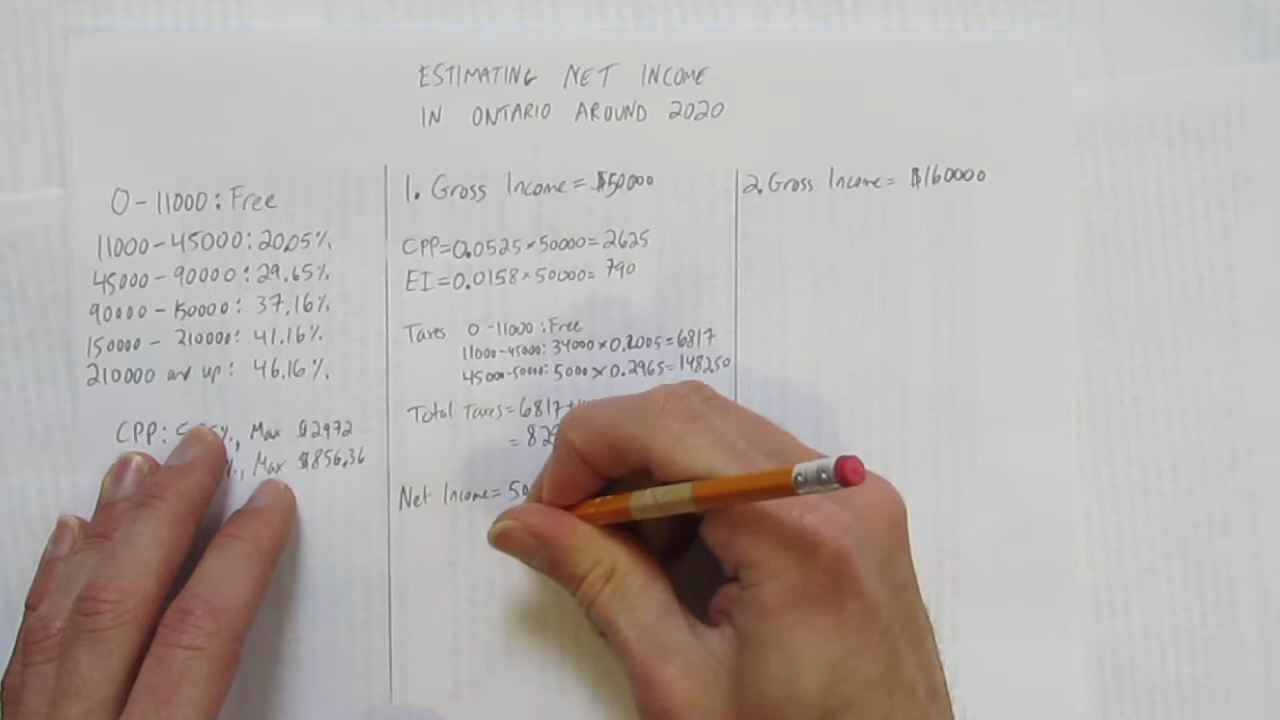 ESTIMATING NET INCOME
IN ONTARIO AROUND 2020
0-11000: Free
11000-45000: 20.05%
45000-90000: 29.65%
90000-150000: 37.16%
150000-210000: 41.16%
210000 and up: 46.16%
CPP: %, Max $2972
%, Max $856.36
1. Gross Income = $50000
CPP=0.0525×50000=2625
EI=0.0158×50000=790
Taxes 0-11000: Free
11000-45000: 34000×0.2005=6817
45000-50000: 5000×0.2965=148250
Total Taxes=6817+
=829
Net Income=50
2. Gross Income= $160000